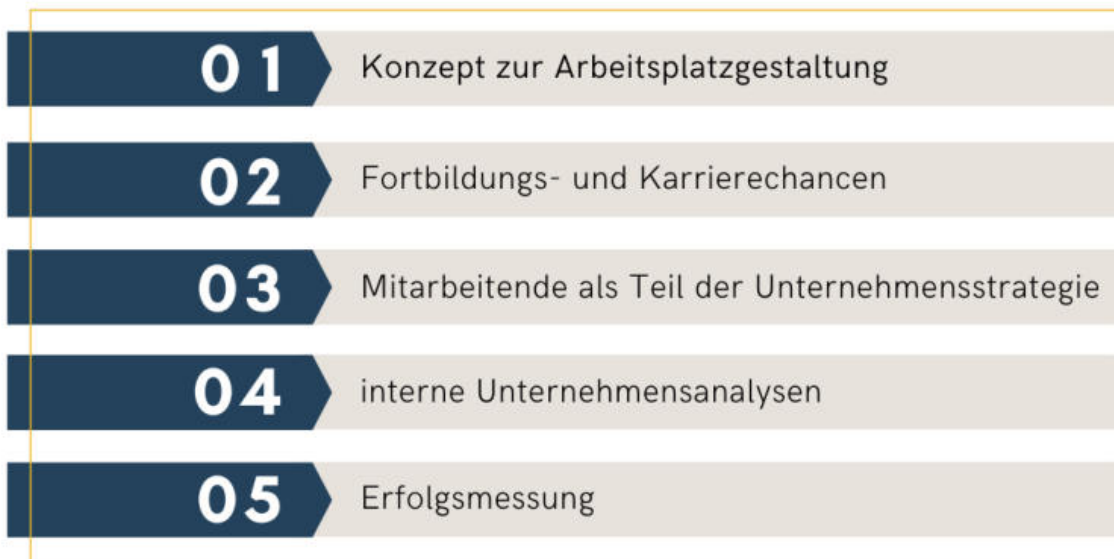 01 Konzept zur Arbeitsplatzgestaltung
02 Fortbildungs- und Karrierechancen
03 Mitarbeitende als Teil der Unternehmensstrategie
04 interne Unternehmensanalysen
05 Erfolgsmessung